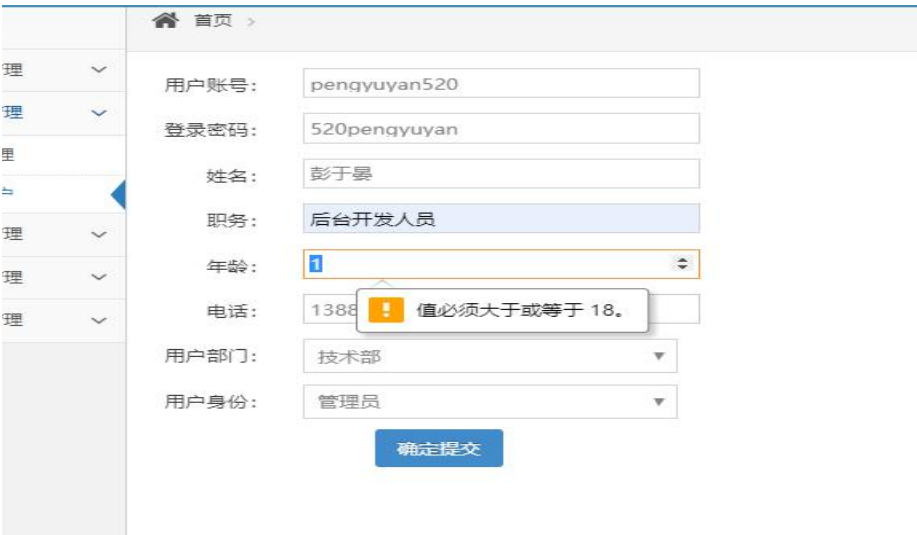 首页 >
理
理
理
理
理
理
用户账号: pengyuyan520
登录密码: 520pengyuyan
姓名: 彭于晏
职务: 后台开发人员
年龄: 1
值必须大于或等于 18。
电话: 1388
用户部门: 技术部
用户身份: 管理员
确定提交